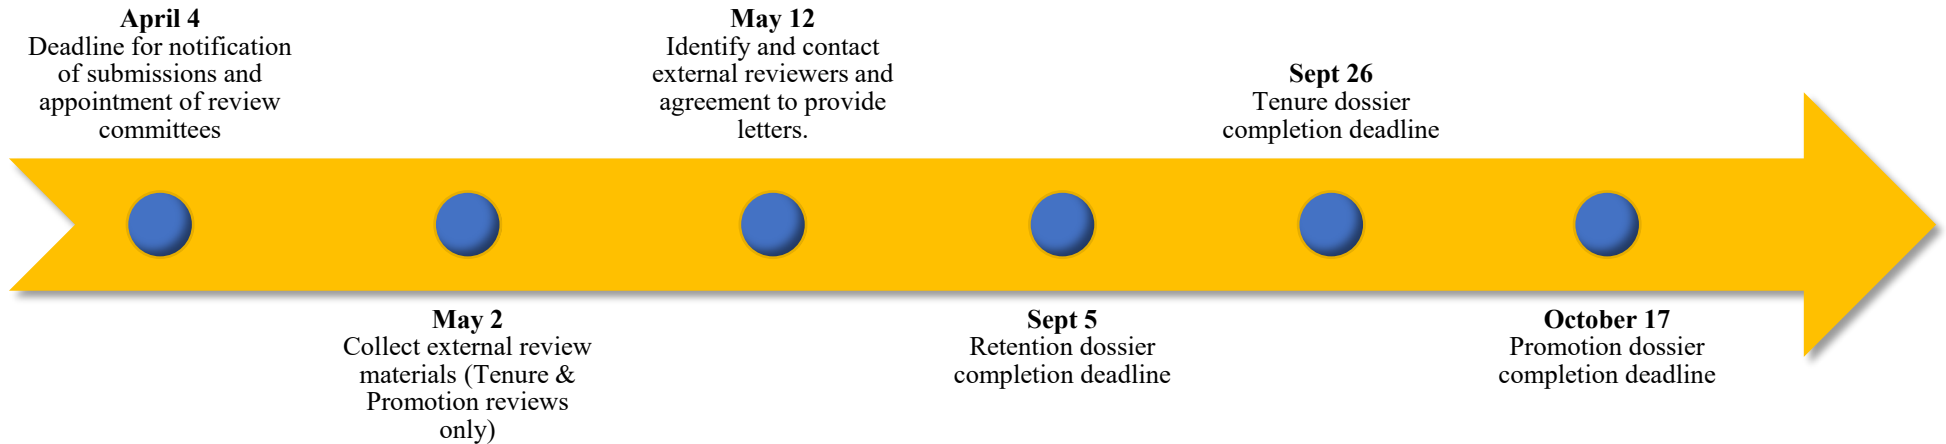 April 4
Deadline for notification
of submissions and
appointment of review
committees
May 2
Collect external review
materials (Tenure &
Promotion reviews
only)
May 12
Identify and contact
external reviewers and
agreement to provide
letters.
Sept 5
Retention dossier
completion deadline
Sept 26
Tenure dossier
completion deadline
October 17
Promotion dossier
completion deadline